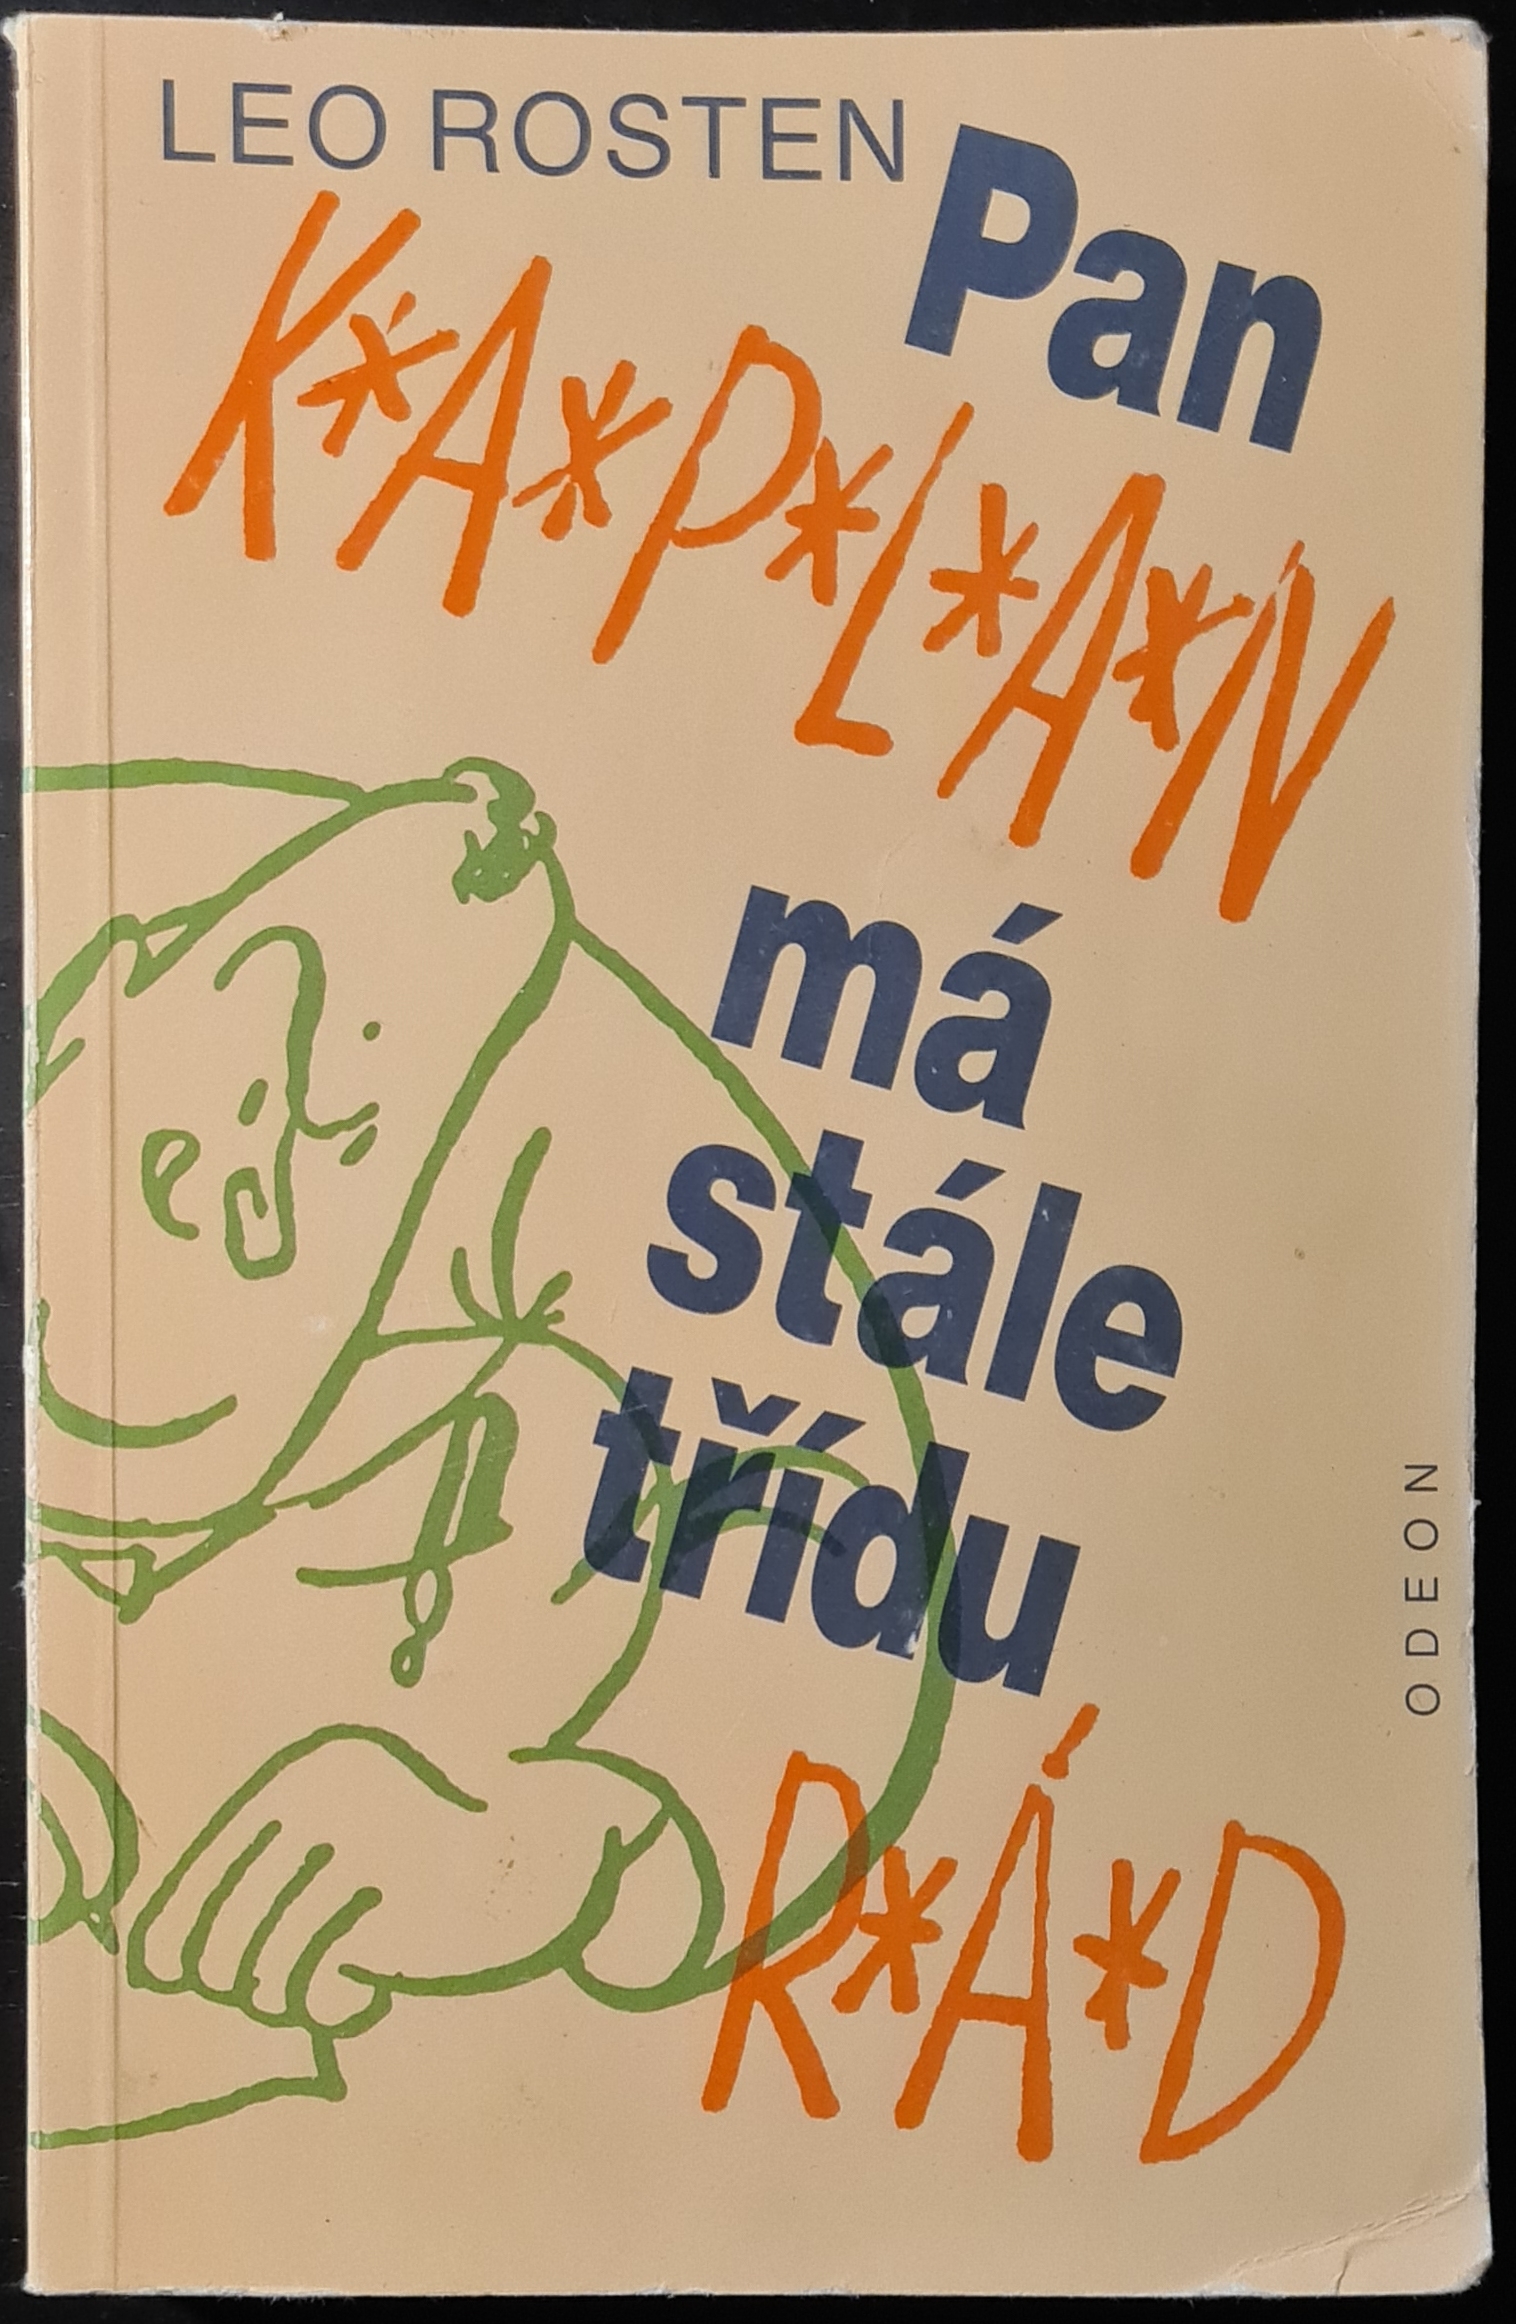 LEO ROSTEN
Pan
K*A*P*L*A*N
má
stále
třídu
R*Á*D
ODEON